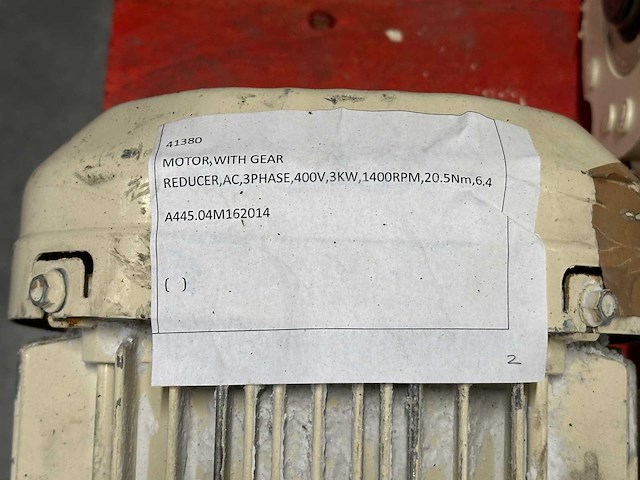 41380
MOTOR,WITH GEAR
REDUCER,AC,3PHASE,400V,3KW,1400RPM,20.5Nm,6.4
A445.04M162014
( )
2